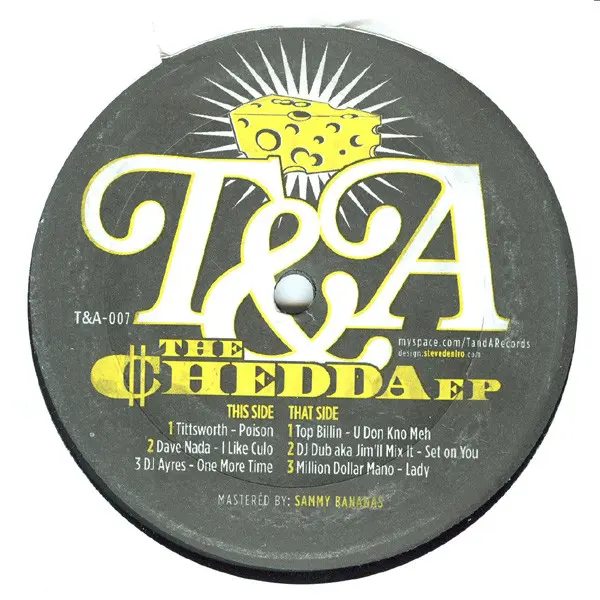 T&A
T&A-007
myspace.com/TandARecords
design.stevedeniro.com
THE
CHEDDA EP
THIS SIDE
1 Tittsworth - Poison
2 Dave Nada - I Like Culo
3 DJ Ayres - One More Time
THAT SIDE
1 Top Billin - U Don Kno Meh
2 DJ Dub aka Jim'll Mix It - Set on You
3 Million Dollar Mano - Lady
MASTERED BY: SAMMY BANANAS